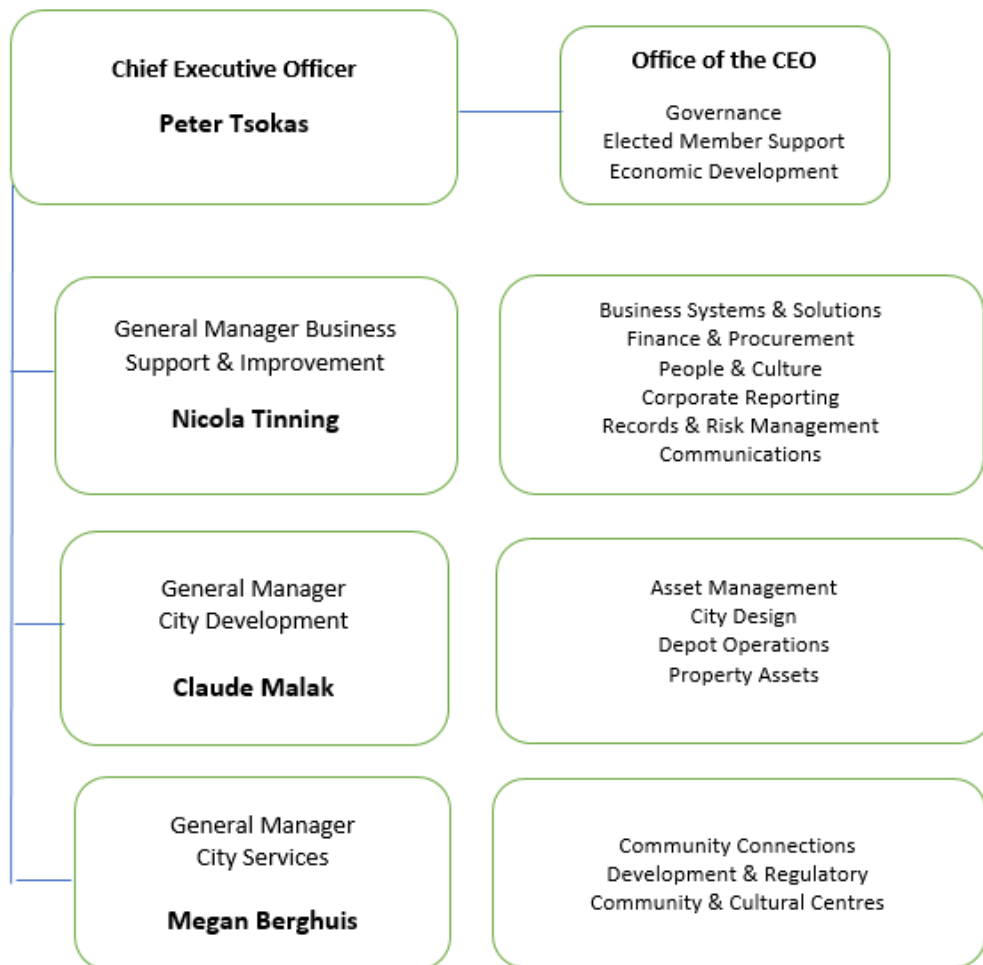 Chief Executive Officer
Peter Tsokas
Office of the CEO
Governance
Elected Member Support
Economic Development
General Manager Business
Support & Improvement
Nicola Tinning
Business Systems & Solutions
Finance & Procurement
People & Culture
Corporate Reporting
Records & Risk Management
Communications
General Manager
City Development
Claude Malak
Asset Management
City Design
Depot Operations
Property Assets
General Manager
City Services
Megan Berghuis
Community Connections
Development & Regulatory
Community & Cultural Centres